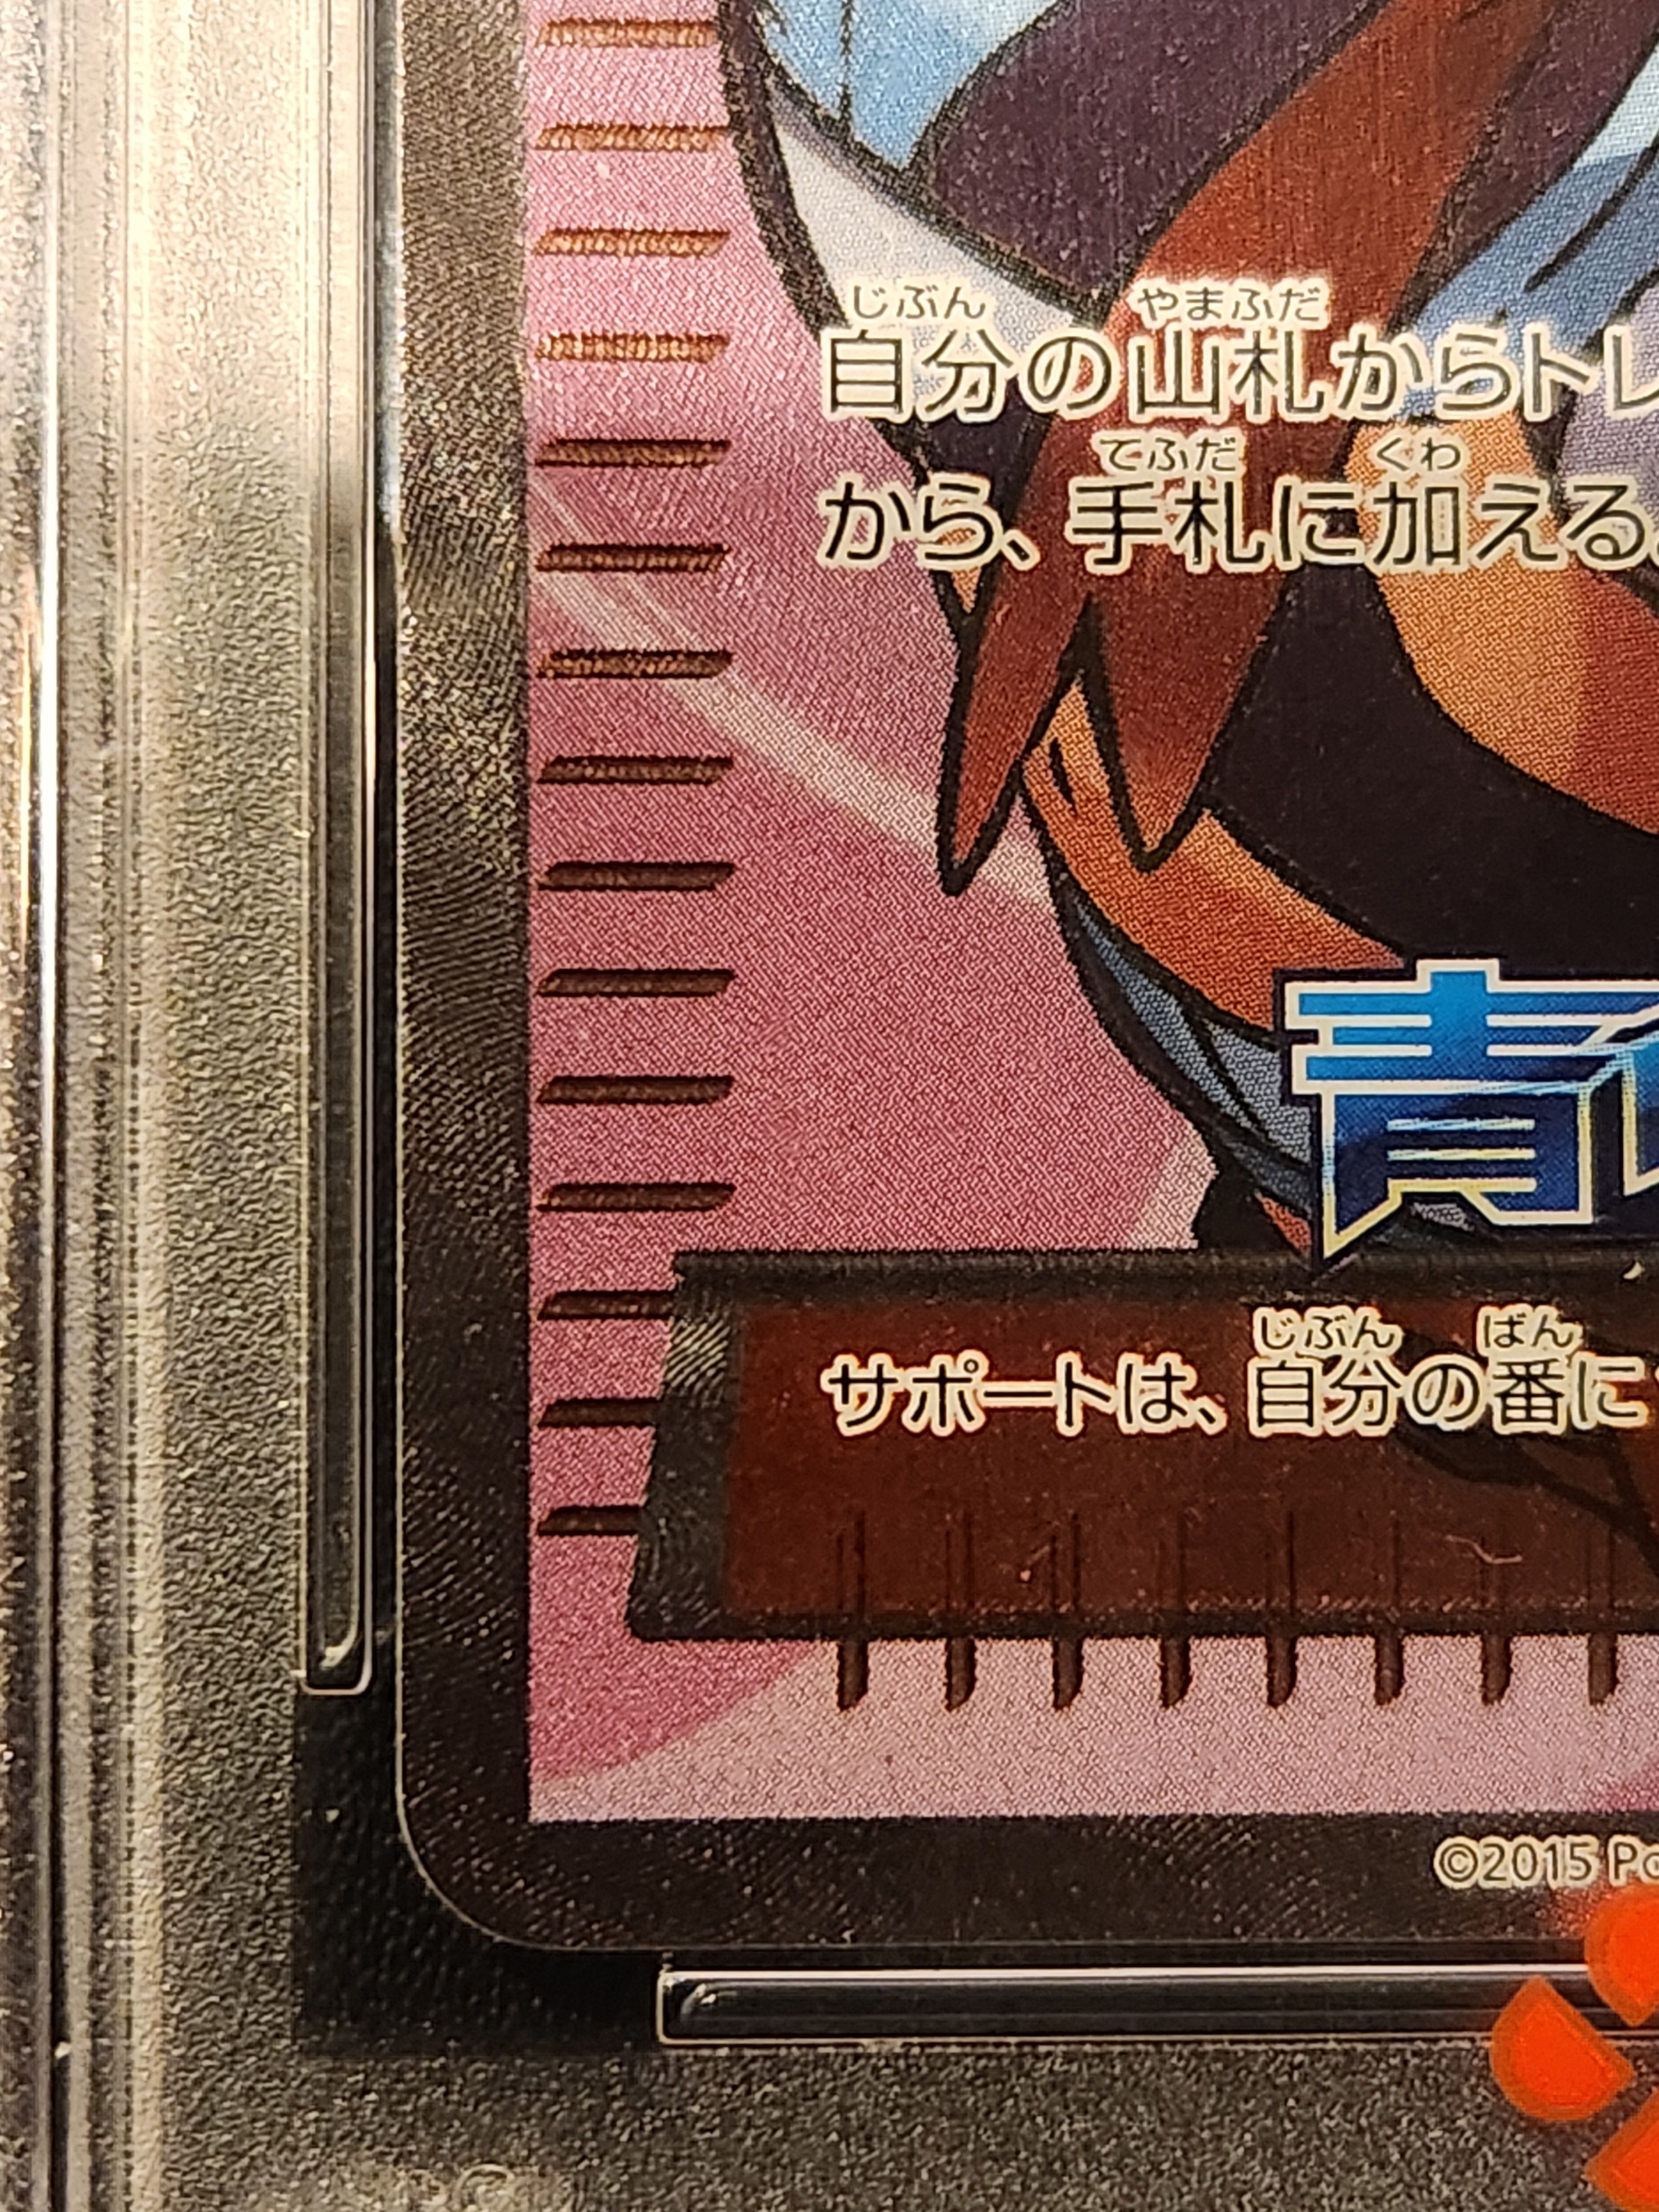 じぶん やまふだ
自分の山札からトレ
てふだ くわ
から、手札に加える。
青
じぶん ばん
サポートは、自分の番に
©2015 Po